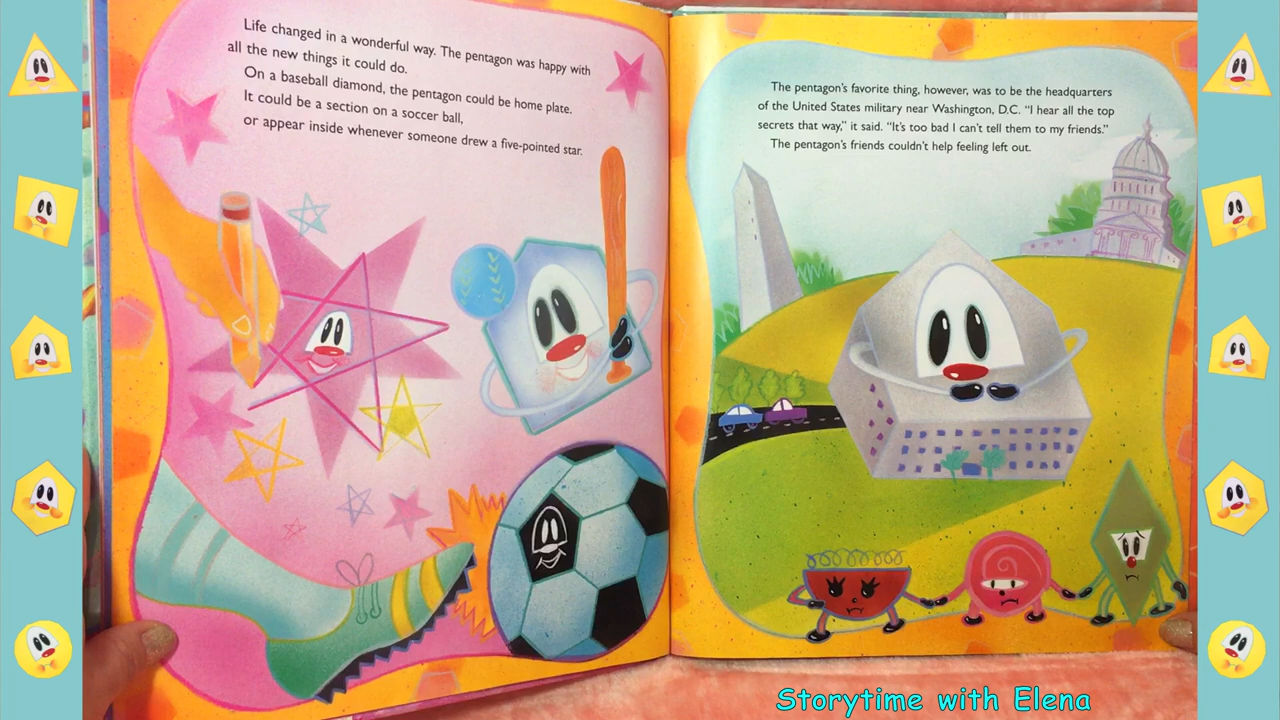 Life changed in a wonderful way. The pentagon was happy with
all the new things it could do.
On a baseball diamond, the pentagon could be home plate.
It could be a section on a soccer ball,
or appear inside whenever someone drew a five-pointed star.
The pentagon's favorite thing, however, was to be the headquarters
of the United States military near Washington, D.C. "I hear all the top
secrets that way," it said. "It's too bad I can't tell them to my friends."
The pentagon's friends couldn't help feeling left out.
Storytime with Elena